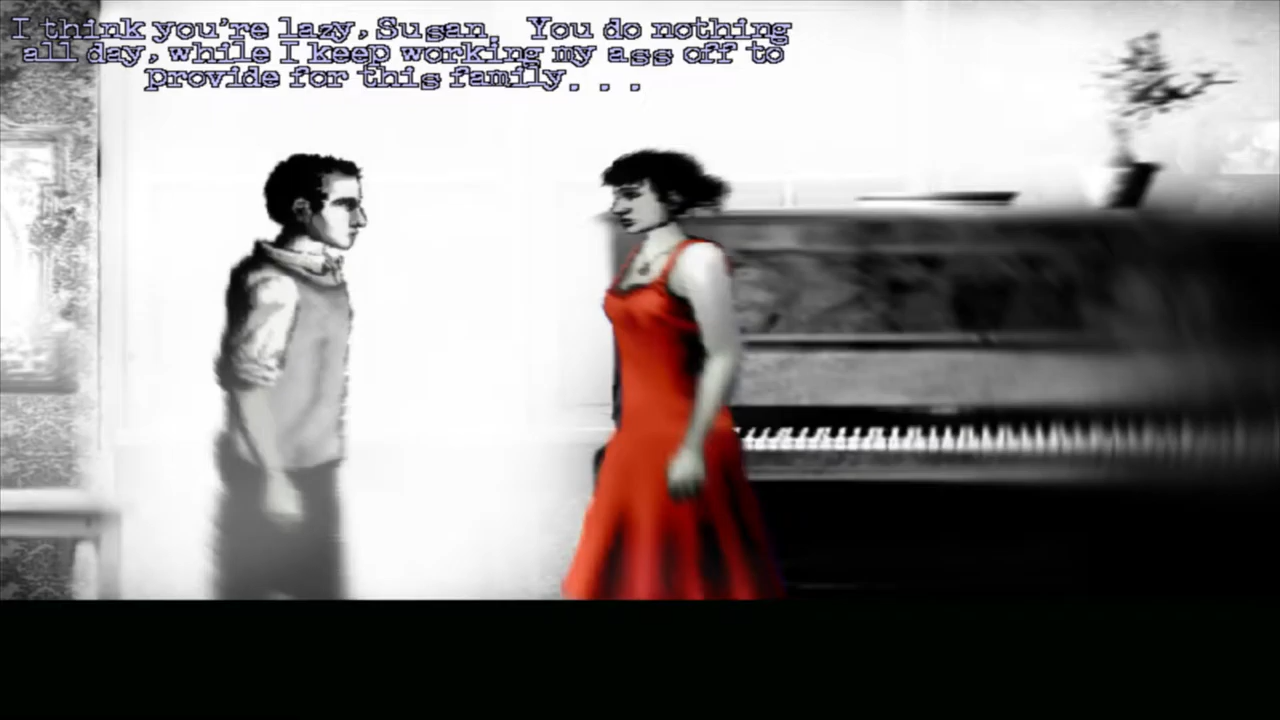 I think you're lazy, Susan.  You do nothing
all day, while I keep working my ass off to
provide for this family. . .